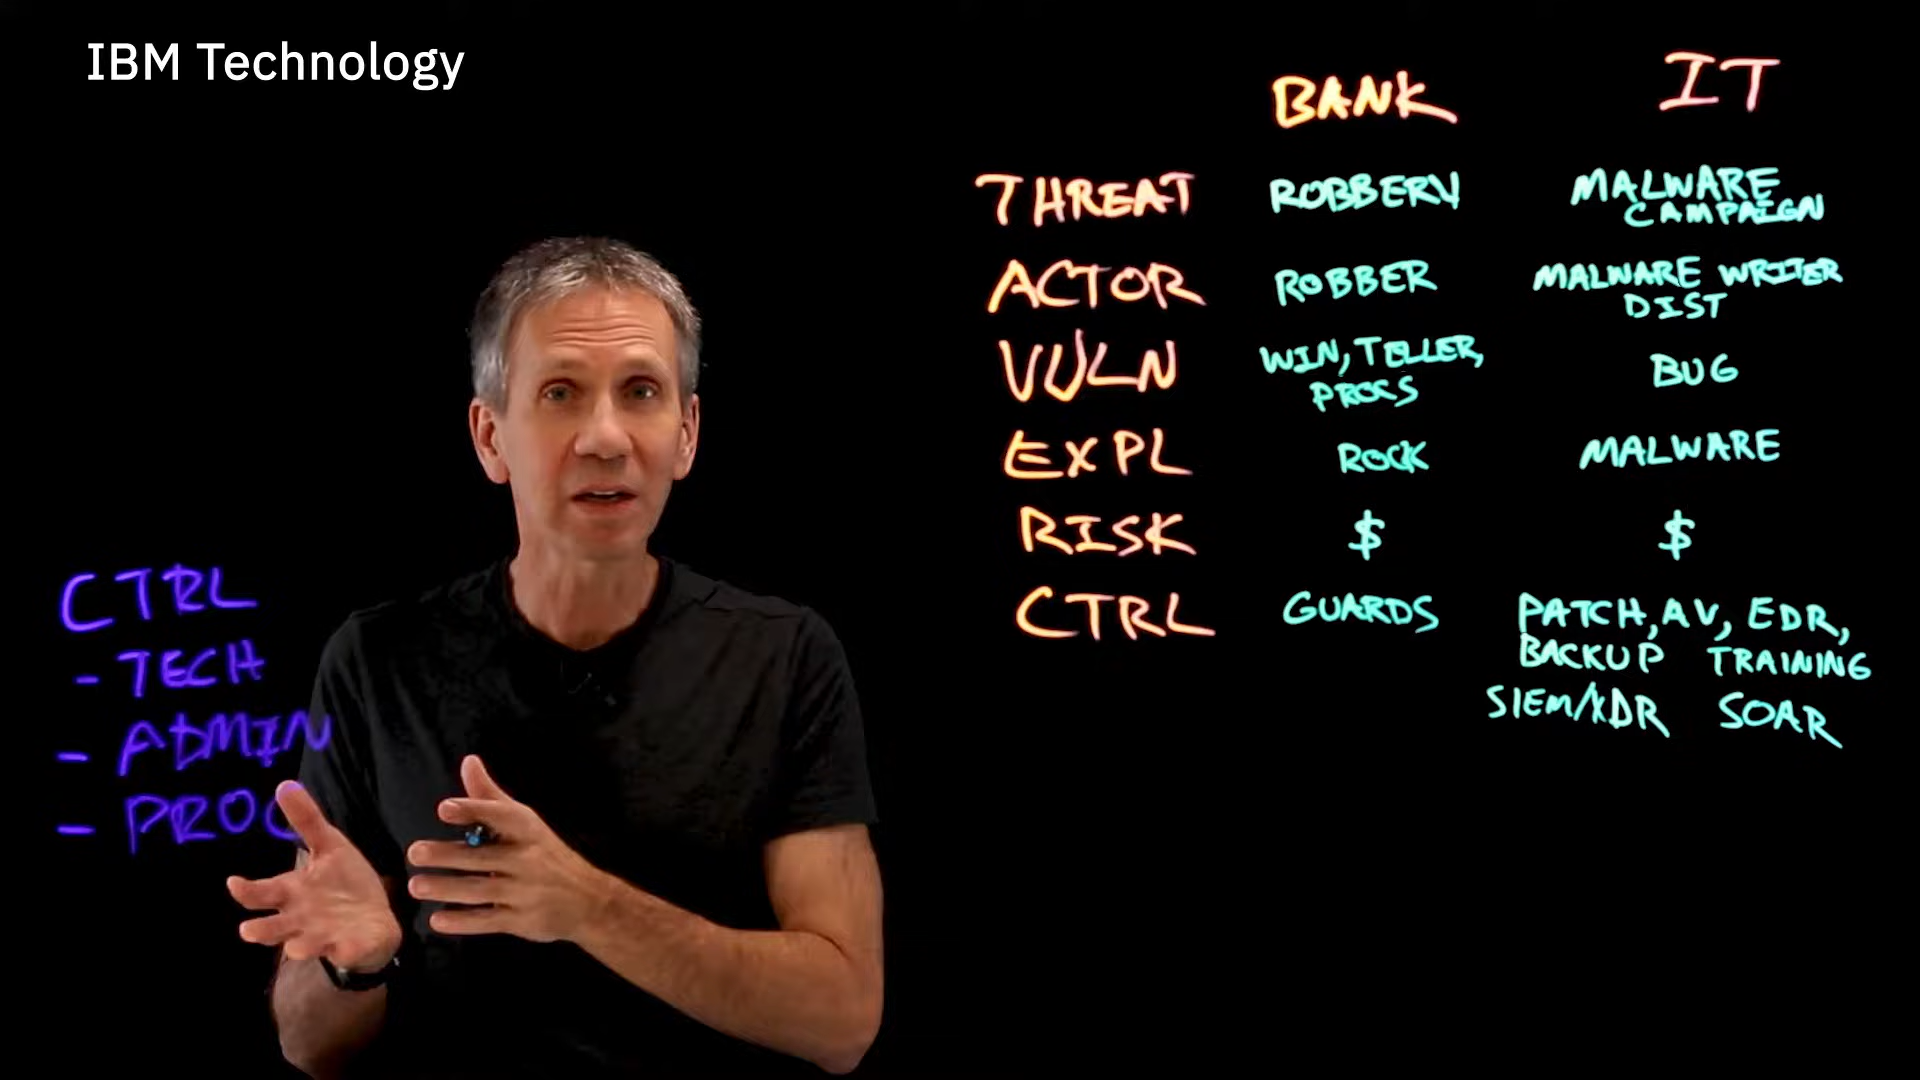 IBM Technology
BANK IT
THREAT ROBBERY MALWARE
CAMPAIGN
ACTOR ROBBER MALWARE WRITER
DIST
VULN WIN, TELLER, BUG
PROCS
EXPL ROCK MALWARE
RISK $ $
CTRL GUARDS PATCH, AV, EDR,
BACKUP TRAINING
SIEM/XDR SOAR
CTRL
- TECH
- ADMIN
- PROC